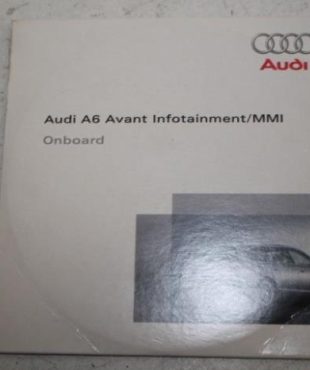 Audi
Audi A6 Avant Infotainment/MMI
Onboard